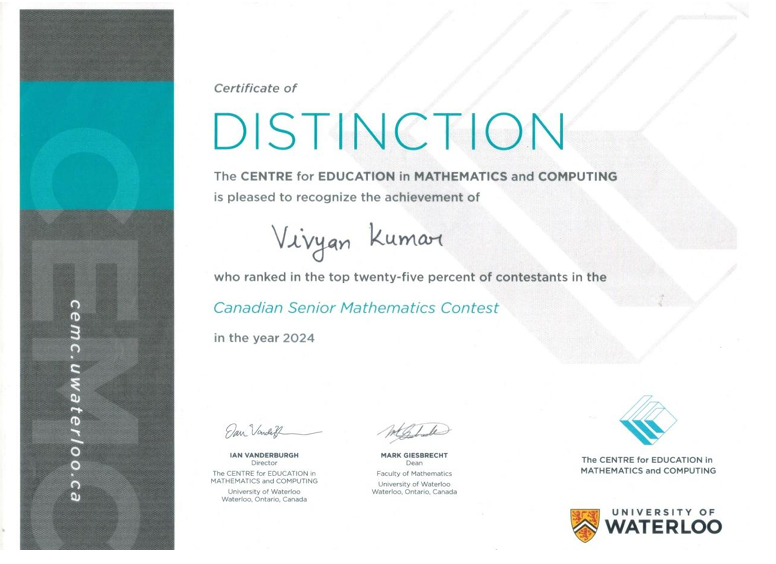 Certificate of
DISTINCTION
The CENTRE for EDUCATION in MATHEMATICS and COMPUTING
is pleased to recognize the achievement of
Vivyan Kumar
who ranked in the top twenty-five percent of contestants in the
Canadian Senior Mathematics Contest
in the year 2024
CEMC
cemc.uwaterloo.ca
IAN VANDERBURGH
Director
The CENTRE for EDUCATION in
MATHEMATICS and COMPUTING
University of Waterloo
Waterloo, Ontario, Canada
MARK GIESBRECHT
Dean
Faculty of Mathematics
University of Waterloo
Waterloo, Ontario, Canada
The CENTRE for EDUCATION in
MATHEMATICS and COMPUTING
UNIVERSITY OF
WATERLOO